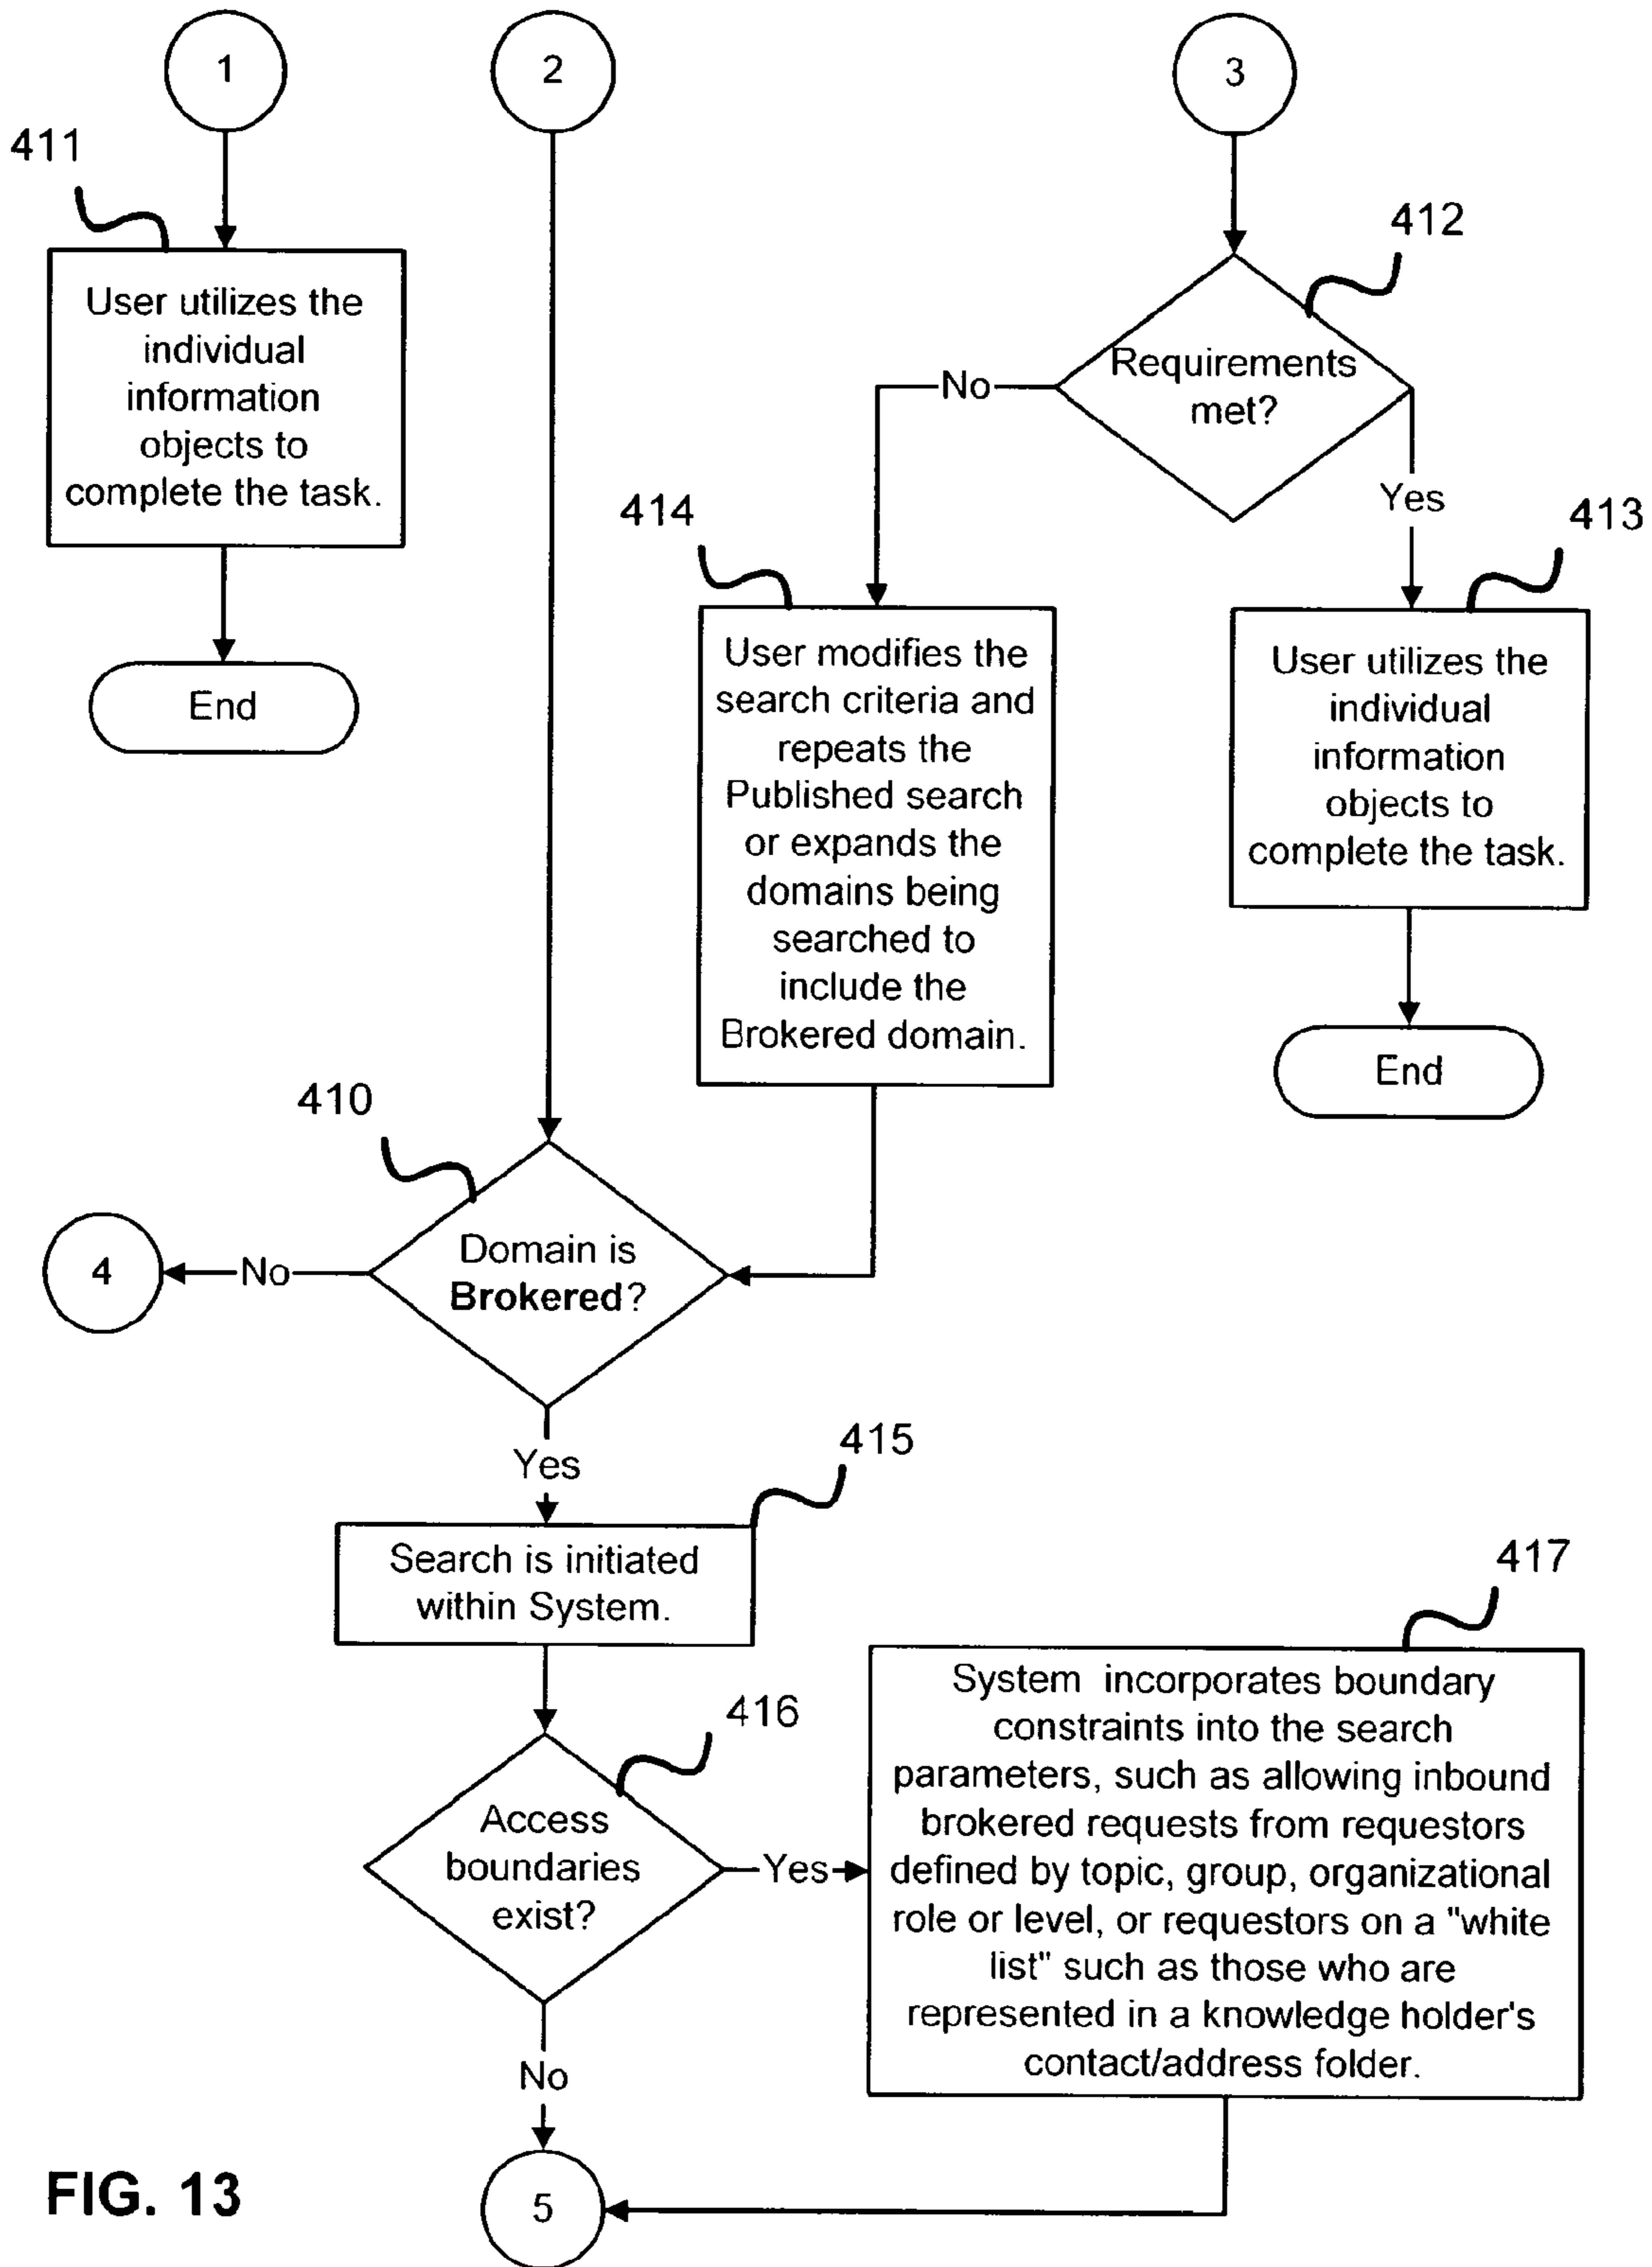 1
2
3
411
User utilizes the
individual
information
objects to
complete the task.
End
412
Requirements
met?
No
Yes
414
User modifies the
search criteria and
repeats the
Published search
or expands the
domains being
searched to
include the
Brokered domain.
413
User utilizes the
individual
information
objects to
complete the task.
End
410
Domain is
Brokered?
No
4
Yes
415
Search is initiated
within System.
416
Access
boundaries
exist?
Yes
417
System incorporates boundary
constraints into the search
parameters, such as allowing inbound
brokered requests from requestors
defined by topic, group, organizational
role or level, or requestors on a "white
list" such as those who are
represented in a knowledge holder's
contact/address folder.
No
5
FIG. 13